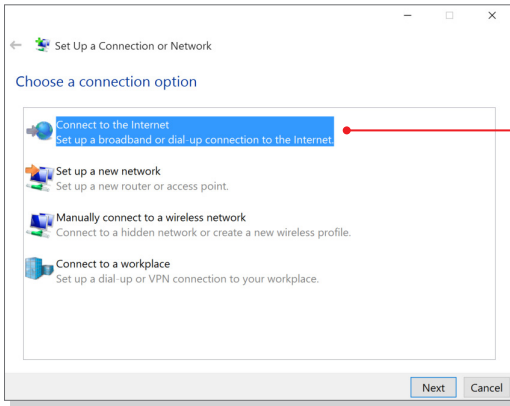 Set Up a Connection or Network
Choose a connection option
Connect to the Internet
Set up a broadband or dial-up connection to the Internet.
Set up a new network
Set up a new router or access point.
Manually connect to a wireless network
Connect to a hidden network or create a new wireless profile.
Connect to a workplace
Set up a dial-up or VPN connection to your workplace.
Next Cancel